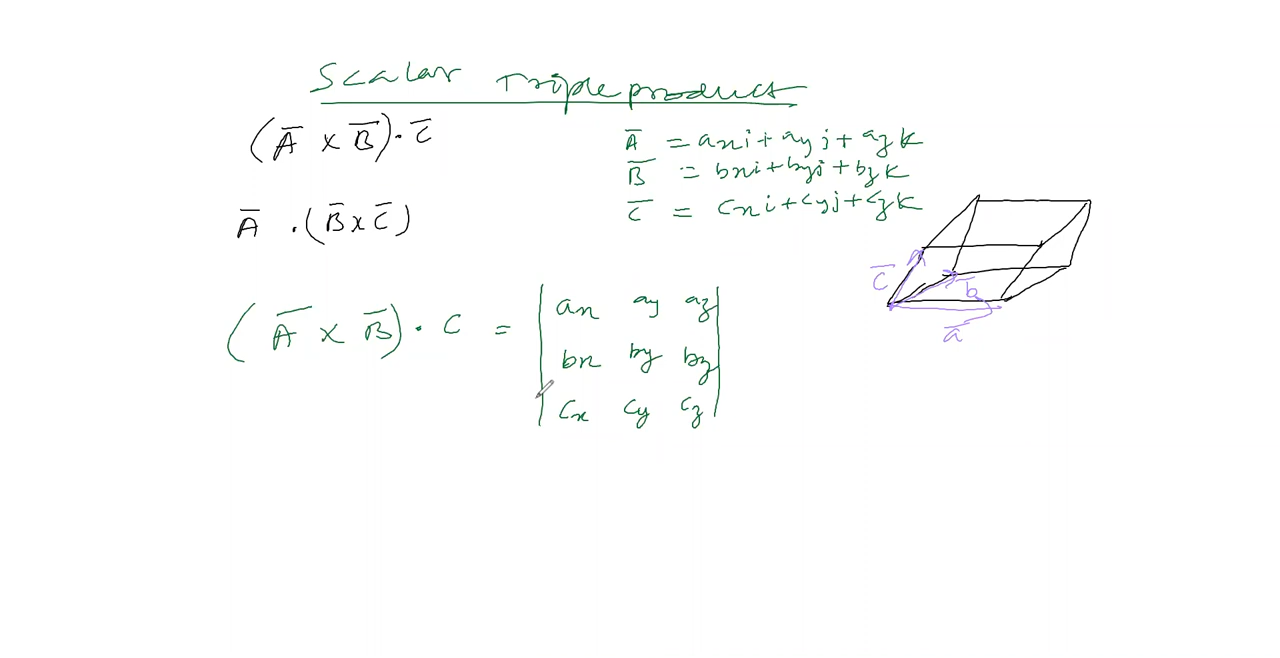 Scalar Triple product
(A̅ × B̅)·C̅
A̅ = axi + ayj + azk
B̅ = bxi + byj + bzk
C̅ = cxi + cyj + czk
A̅ .(B̅×C̅)
c̅ b a̅
(A̅ × B̅)· C = | ax ay az |
| bx by bz |
| cx cy cz |